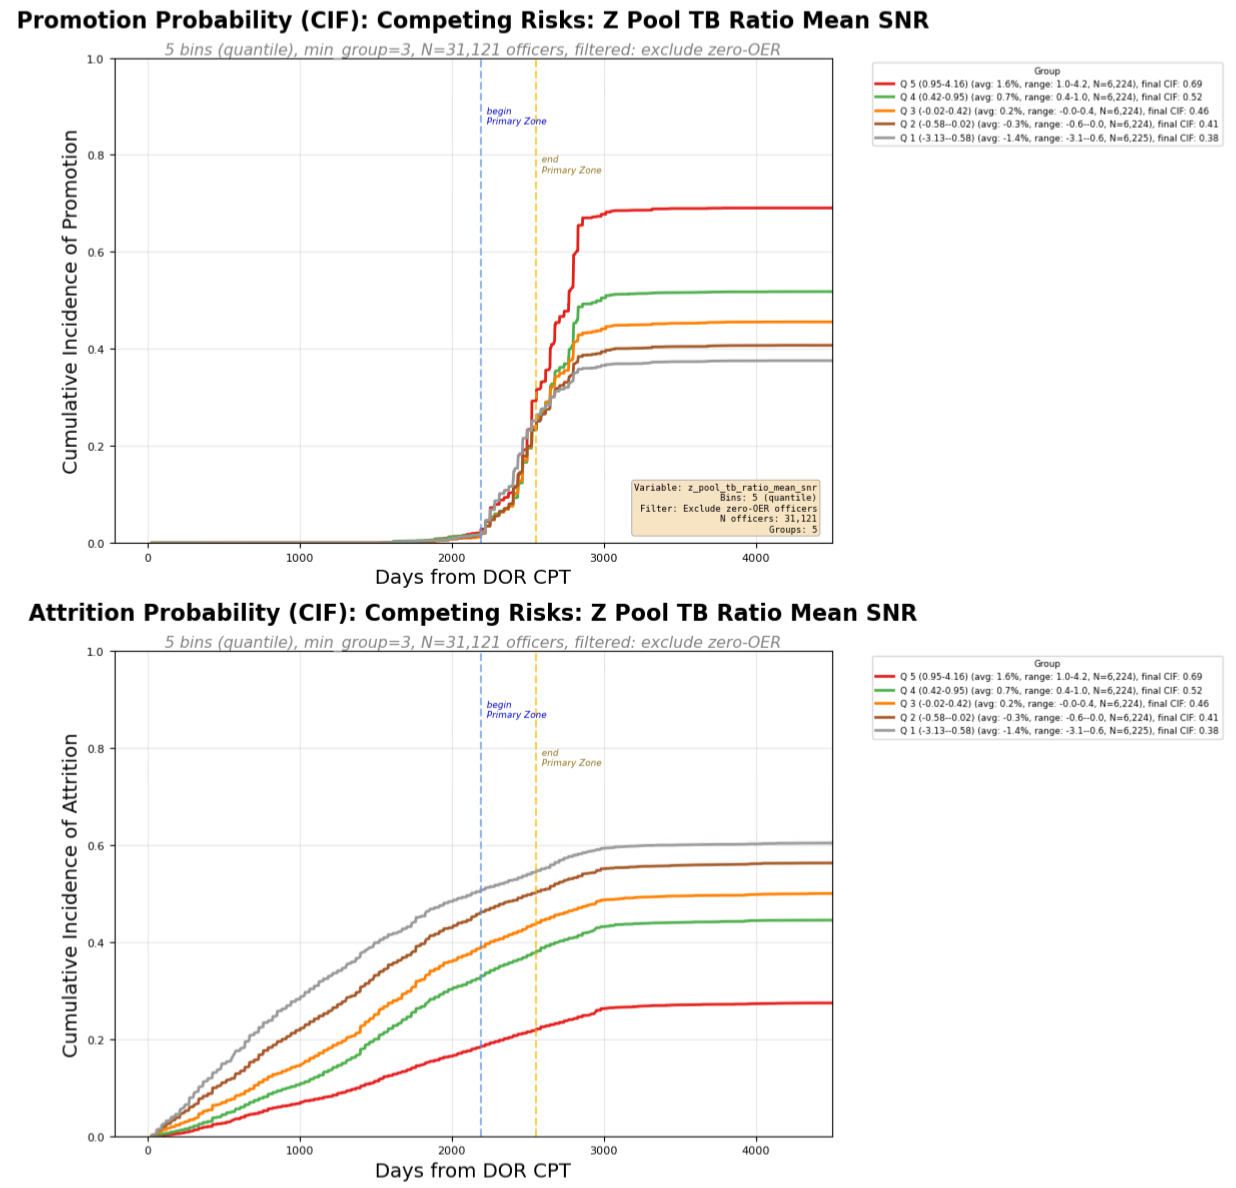 Promotion Probability (CIF): Competing Risks: Z Pool TB Ratio Mean SNR
5 bins (quantile), min_group=3, N=31,121 officers, filtered: exclude zero-OER
Cumulative Incidence of Promotion
1.0
0.8
0.6
0.4
0.2
0.0
begin
Primary Zone
end
Primary Zone
Variable: z_pool_tb_ratio_mean_snr
Bins: 5 (quantile)
Filter: Exclude zero-OER officers
N officers: 31,121
Groups: 5
0 1000 2000 3000 4000
Days from DOR CPT
Group
Q 5 (0.95-4.16) (avg: 1.6%, range: 1.0-4.2, N=6,224), final CIF: 0.69
Q 4 (0.42-0.95) (avg: 0.7%, range: 0.4-1.0, N=6,224), final CIF: 0.52
Q 3 (-0.02-0.42) (avg: 0.2%, range: -0.0-0.4, N=6,224), final CIF: 0.46
Q 2 (-0.58--0.02) (avg: -0.3%, range: -0.6--0.0, N=6,224), final CIF: 0.41
Q 1 (-3.13--0.58) (avg: -1.4%, range: -3.1--0.6, N=6,225), final CIF: 0.38
Attrition Probability (CIF): Competing Risks: Z Pool TB Ratio Mean SNR
5 bins (quantile), min_group=3, N=31,121 officers, filtered: exclude zero-OER
Cumulative Incidence of Attrition
1.0
0.8
0.6
0.4
0.2
0.0
begin
Primary Zone
end
Primary Zone
0 1000 2000 3000 4000
Days from DOR CPT
Group
Q 5 (0.95-4.16) (avg: 1.6%, range: 1.0-4.2, N=6,224), final CIF: 0.69
Q 4 (0.42-0.95) (avg: 0.7%, range: 0.4-1.0, N=6,224), final CIF: 0.52
Q 3 (-0.02-0.42) (avg: 0.2%, range: -0.0-0.4, N=6,224), final CIF: 0.46
Q 2 (-0.58--0.02) (avg: -0.3%, range: -0.6--0.0, N=6,224), final CIF: 0.41
Q 1 (-3.13--0.58) (avg: -1.4%, range: -3.1--0.6, N=6,225), final CIF: 0.38